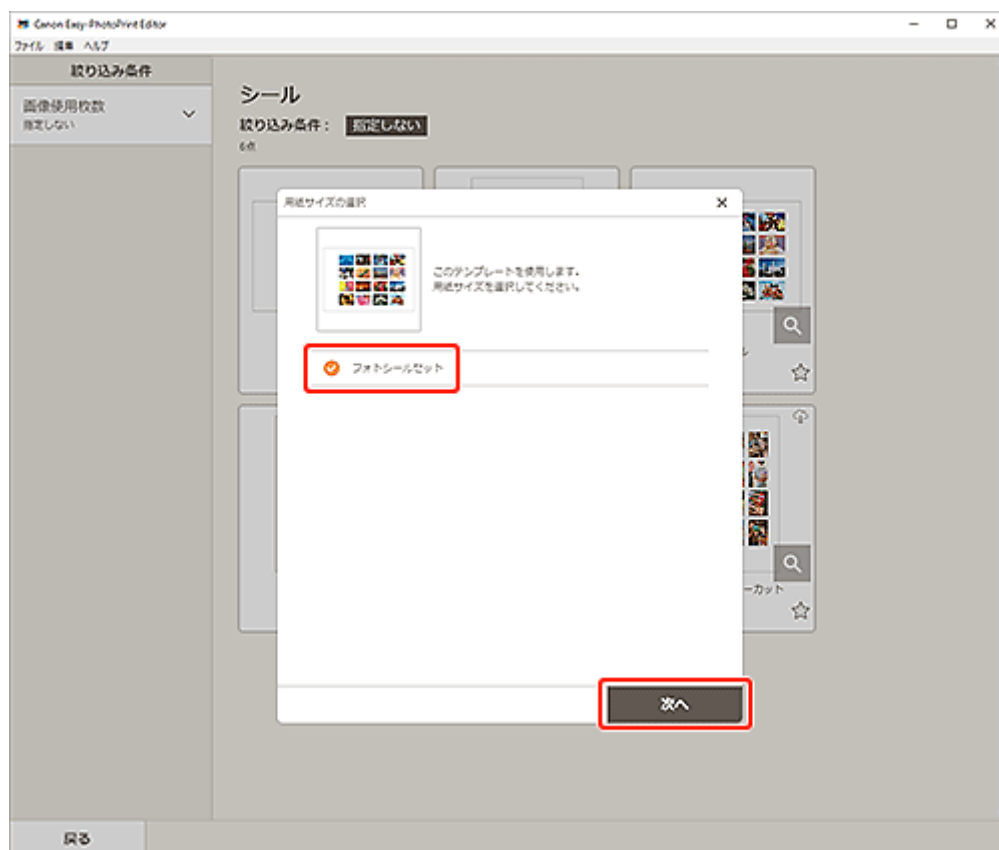 Canon Easy-PhotoPrint Editor
ファイル 編集 ヘルプ
絞り込み条件
画像使用枚数
指定しない
シール
絞り込み条件： 指定しない
6点
用紙サイズの選択
このテンプレートを使用します。
用紙サイズを選択してください。
フォトシールセット
ル
ーカット
次へ
戻る